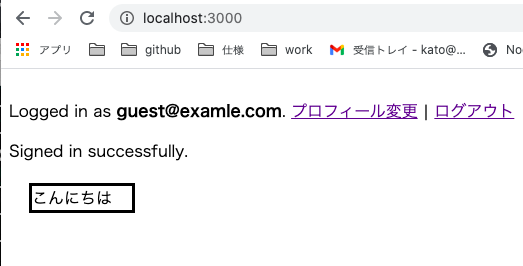 localhost:3000
アプリ github 仕様 work 受信トレイ - kato@...
Logged in as guest@examle.com. プロフィール変更 | ログアウト
Signed in successfully.
こんにちは